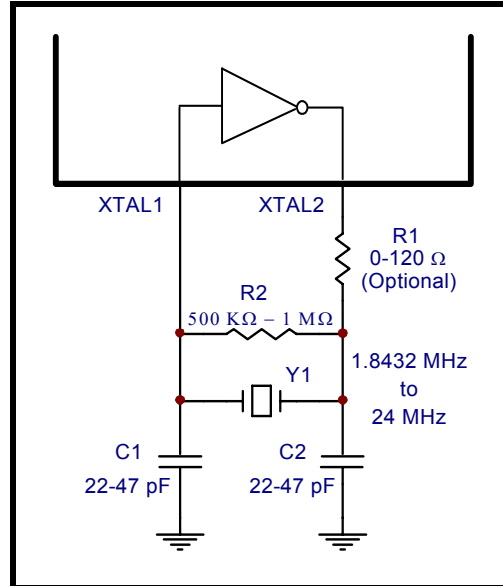 XTAL1
XTAL2
R1
0-120 Ω
(Optional)
R2
500 KΩ – 1 MΩ
Y1
1.8432 MHz
to
24 MHz
C1
22-47 pF
C2
22-47 pF